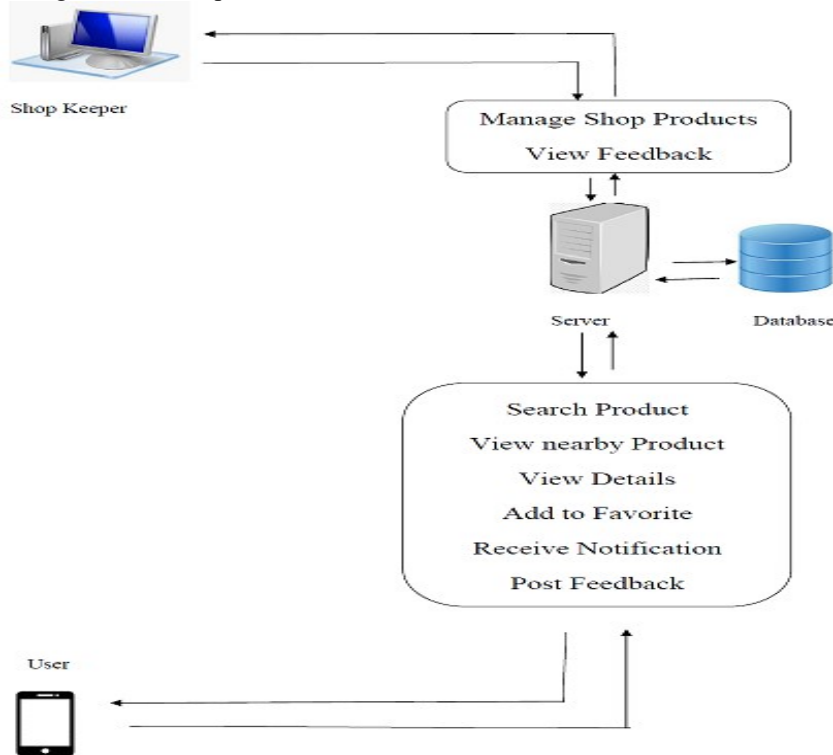 Shop Keeper
Manage Shop Products
View Feedback
Server
Database
Search Product
View nearby Product
View Details
Add to Favorite
Receive Notification
Post Feedback
User